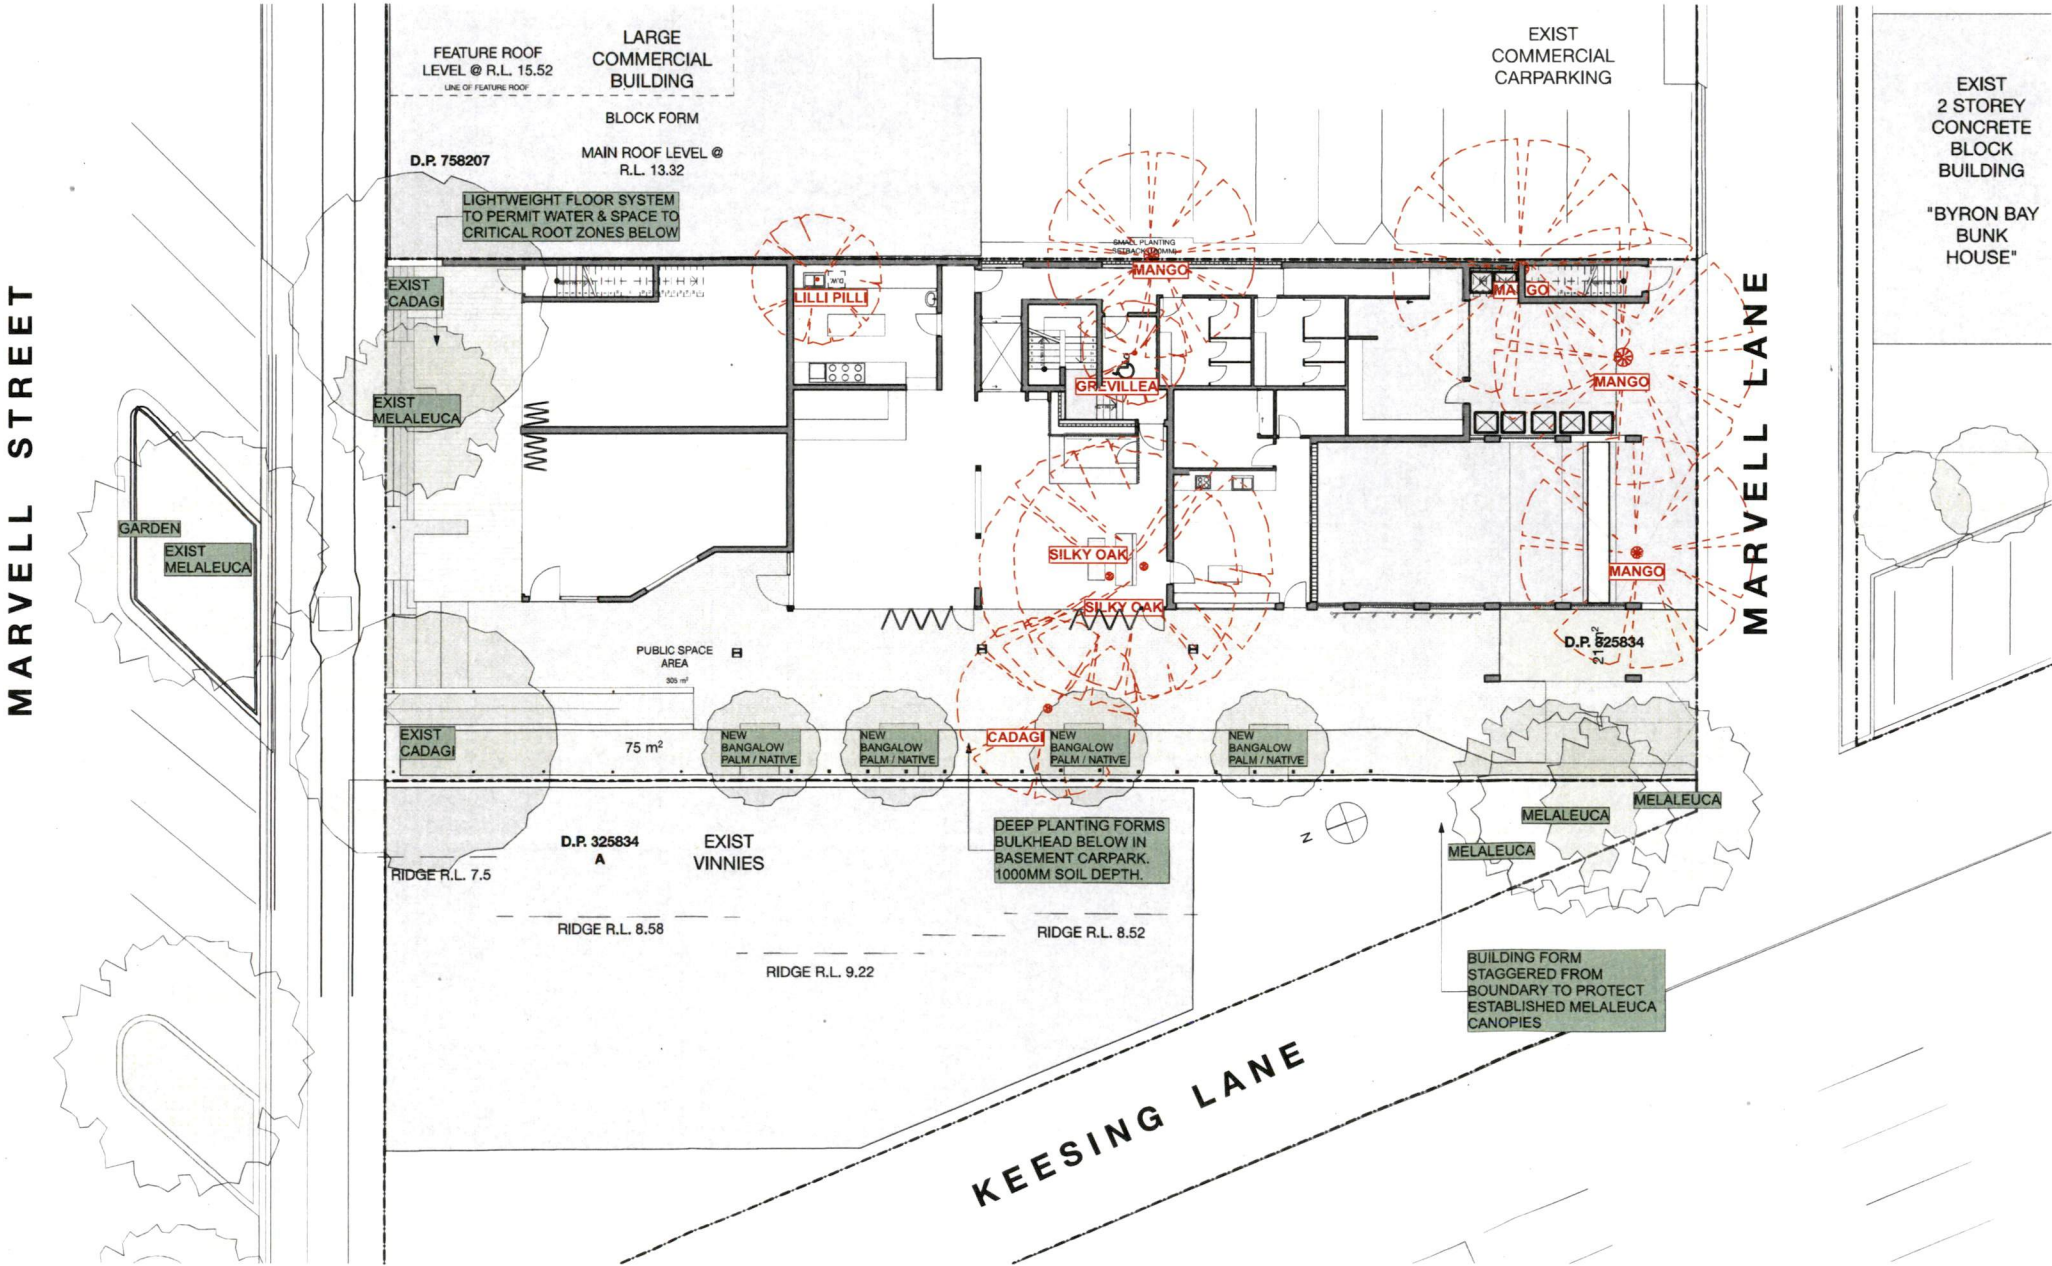 FEATURE ROOF
LEVEL @ R.L. 15.52
LINE OF FEATURE ROOF
LARGE
COMMERCIAL
BUILDING
BLOCK FORM
MAIN ROOF LEVEL @
R.L. 13.32
D.P. 758207
LIGHTWEIGHT FLOOR SYSTEM
TO PERMIT WATER & SPACE TO
CRITICAL ROOT ZONES BELOW
EXIST
COMMERCIAL
CARPARKING
EXIST
2 STOREY
CONCRETE
BLOCK
BUILDING
"BYRON BAY
BUNK
HOUSE"
MARVELL STREET
MARVELL LANE
SMALL PLANTING
MANGO
LILLI PILLI
D.W
MANGO
EXIST
CADAGI
EXIST
MELALEUCA
GREVILLEA
MANGO
GARDEN
EXIST
MELALEUCA
SILKY OAK
SILKY OAK
MANGO
D.P. 325834
PUBLIC SPACE
AREA
305 m²
EXIST
CADAGI
75 m²
NEW
BANGALOW
PALM / NATIVE
NEW
BANGALOW
PALM / NATIVE
CADAGI
NEW
BANGALOW
PALM / NATIVE
NEW
BANGALOW
PALM / NATIVE
MELALEUCA
MELALEUCA
MELALEUCA
N
D.P. 325834
A
EXIST
VINNIES
DEEP PLANTING FORMS
BULKHEAD BELOW IN
BASEMENT CARPARK.
1000MM SOIL DEPTH.
RIDGE R.L. 7.5
RIDGE R.L. 8.58
RIDGE R.L. 8.52
RIDGE R.L. 9.22
BUILDING FORM
STAGGERED FROM
BOUNDARY TO PROTECT
ESTABLISHED MELALEUCA
CANOPIES
KEESING LANE